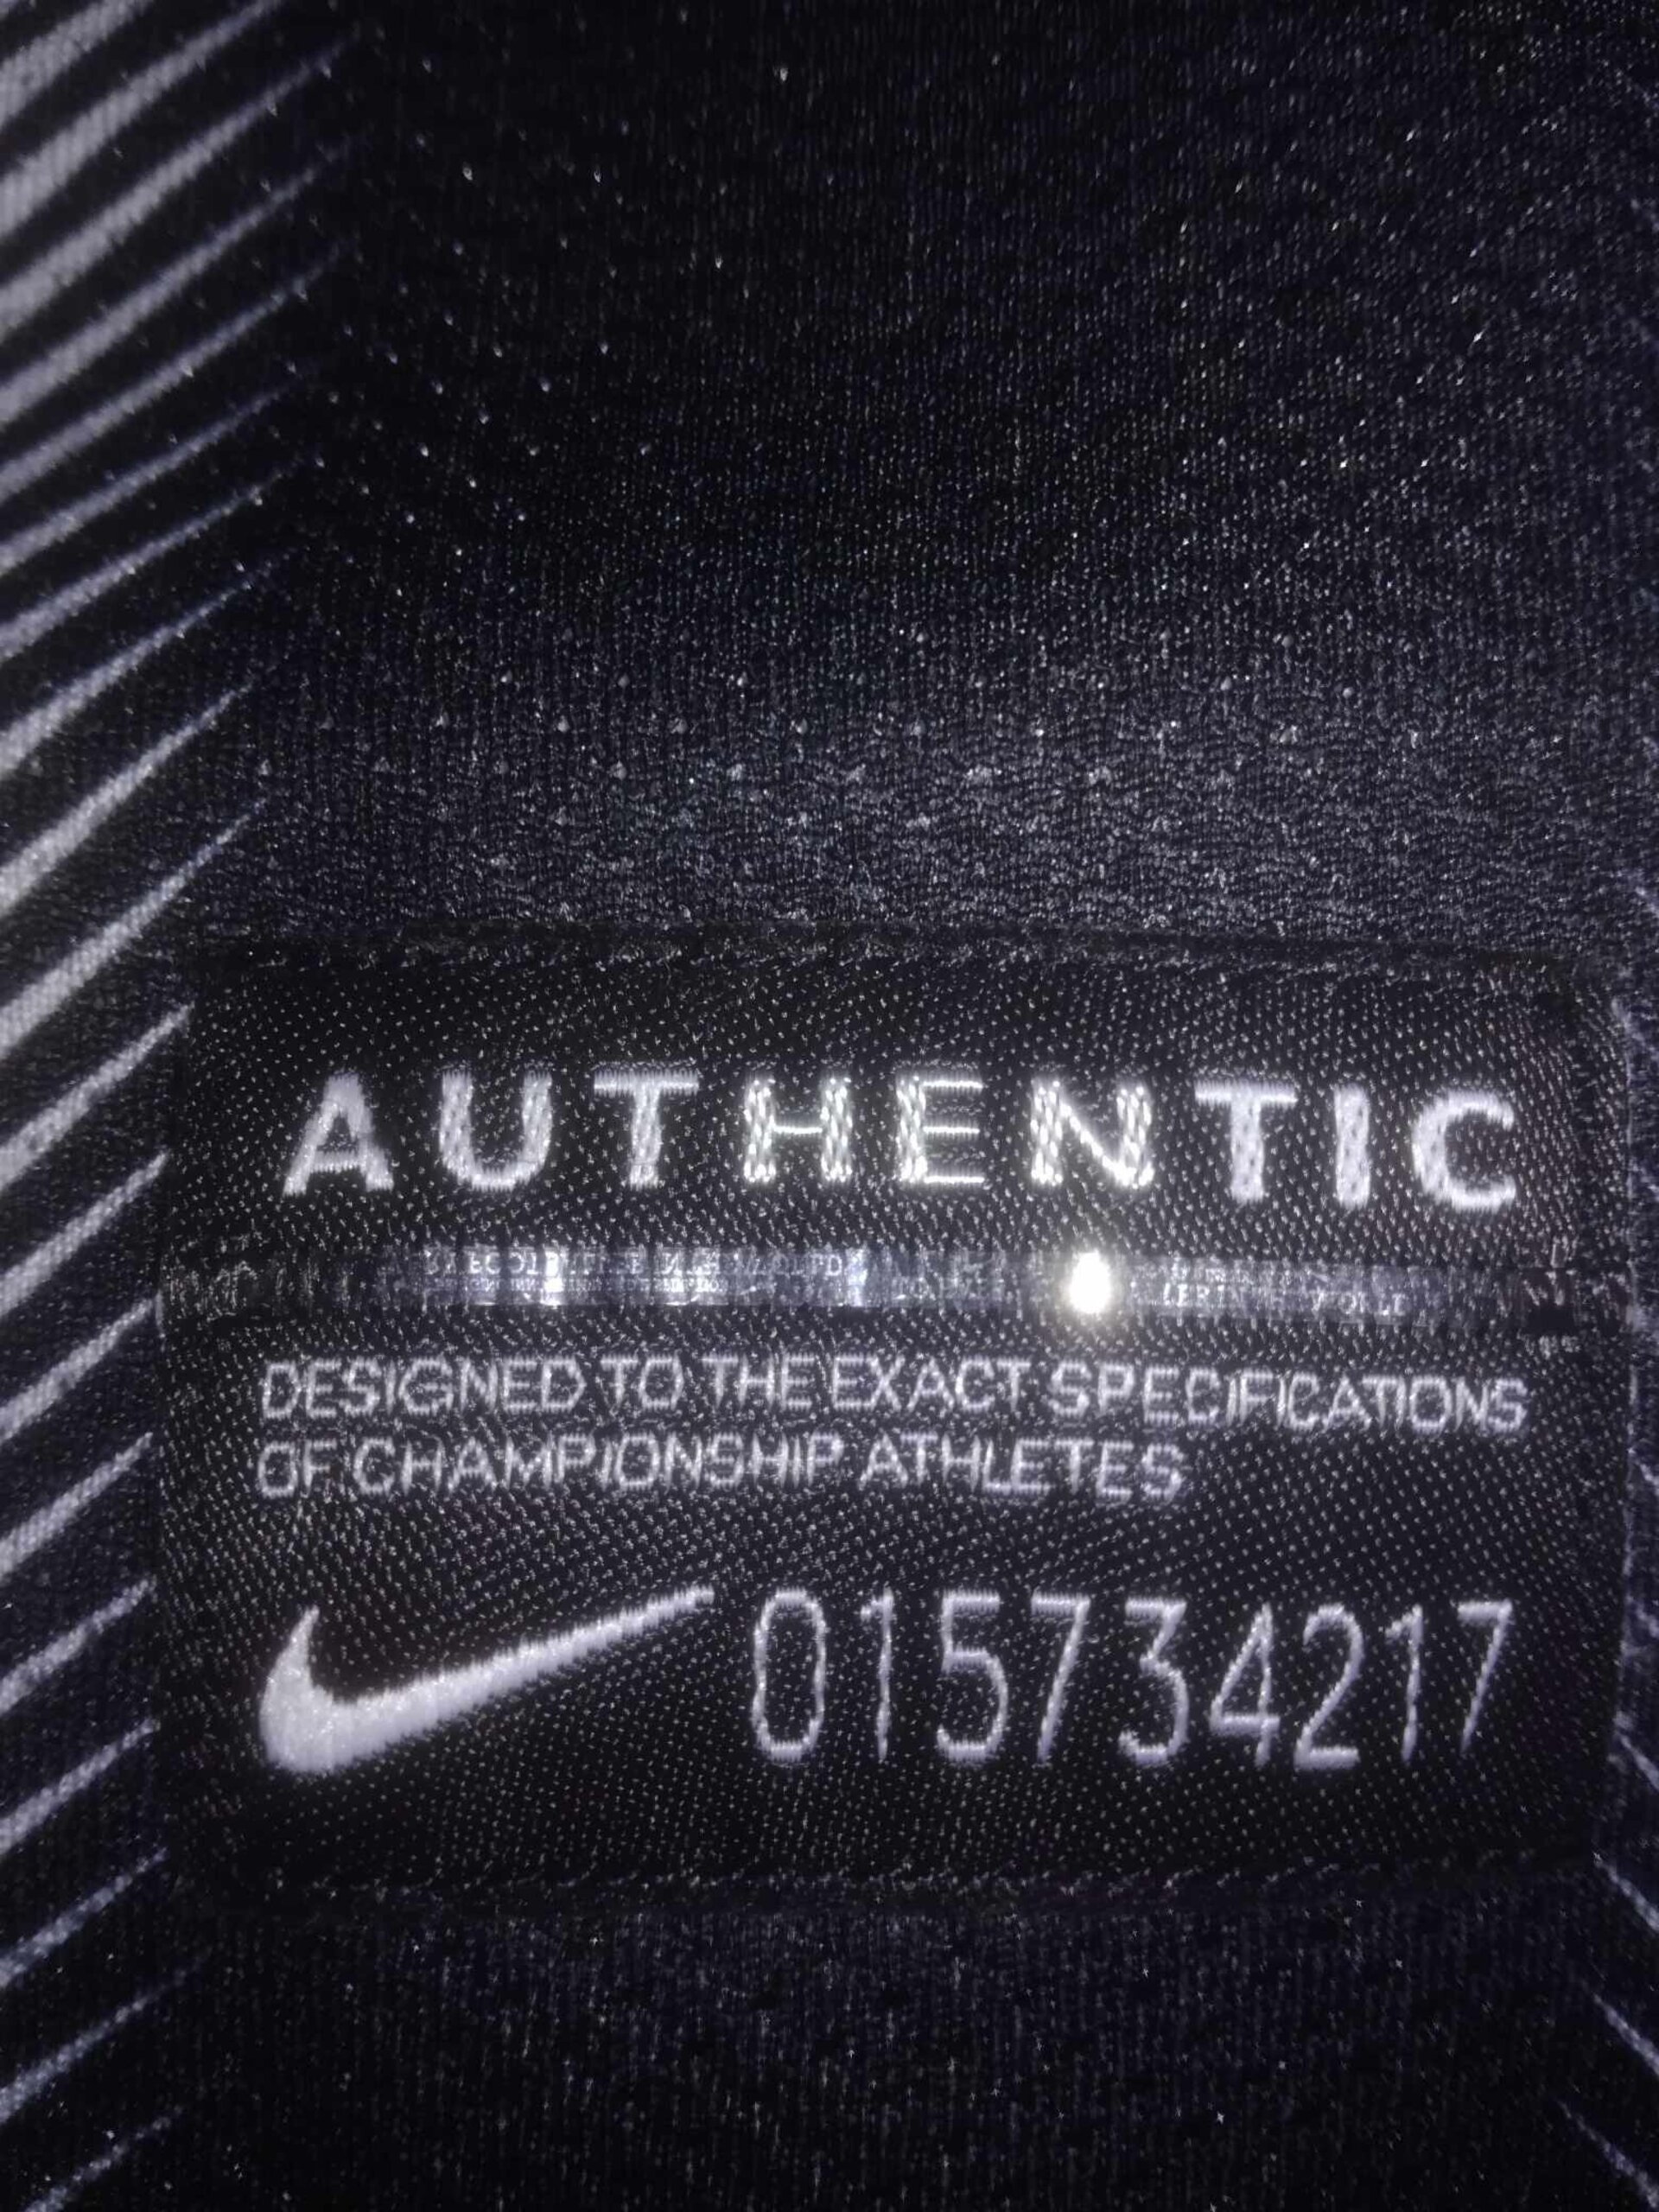 AUTHENTIC
DESIGNED TO THE EXACT SPECIFICATIONS
OF CHAMPIONSHIP ATHLETES
015734217